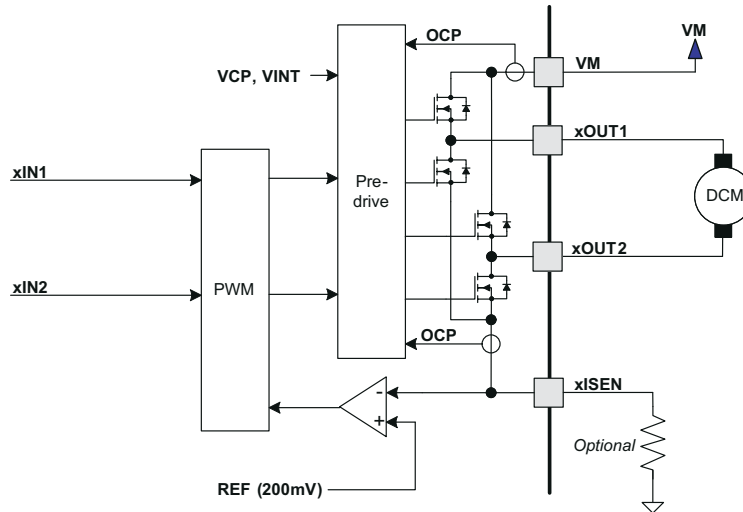 OCP
VM
VM
VCP, VINT
xOUT1
xIN1
Pre-
drive
DCM
xOUT2
xIN2
PWM
OCP
xISEN
-
+
Optional
REF (200mV)